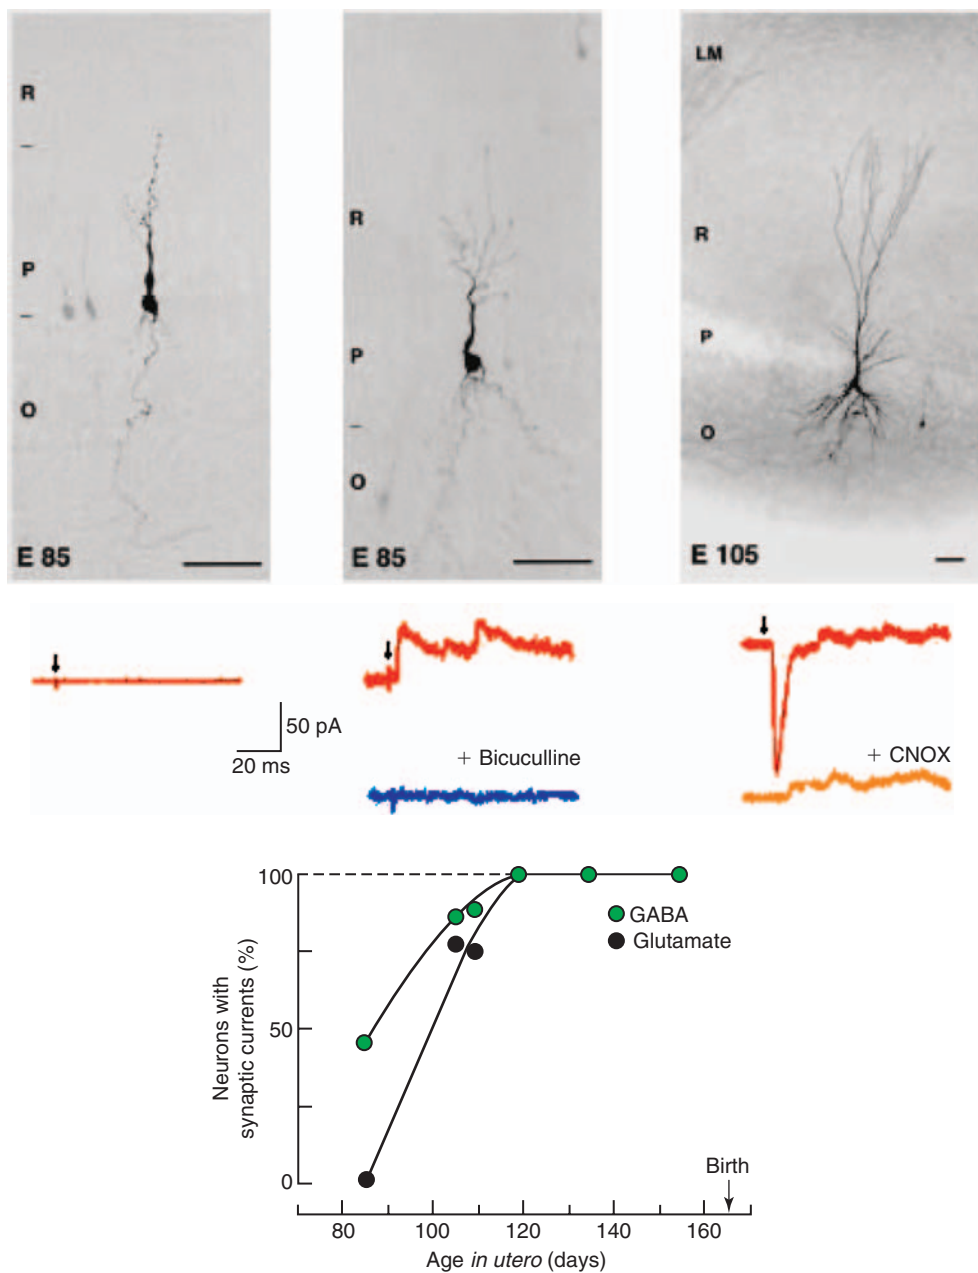 R
P
O
E 85
R
P
O
E 85
LM
R
P
O
E 105
50 pA
20 ms
+ Bicuculline
+ CNOX
100
50
0
Neurons with
synaptic currents (%)
GABA
Glutamate
Birth
80 100 120 140 160
Age in utero (days)